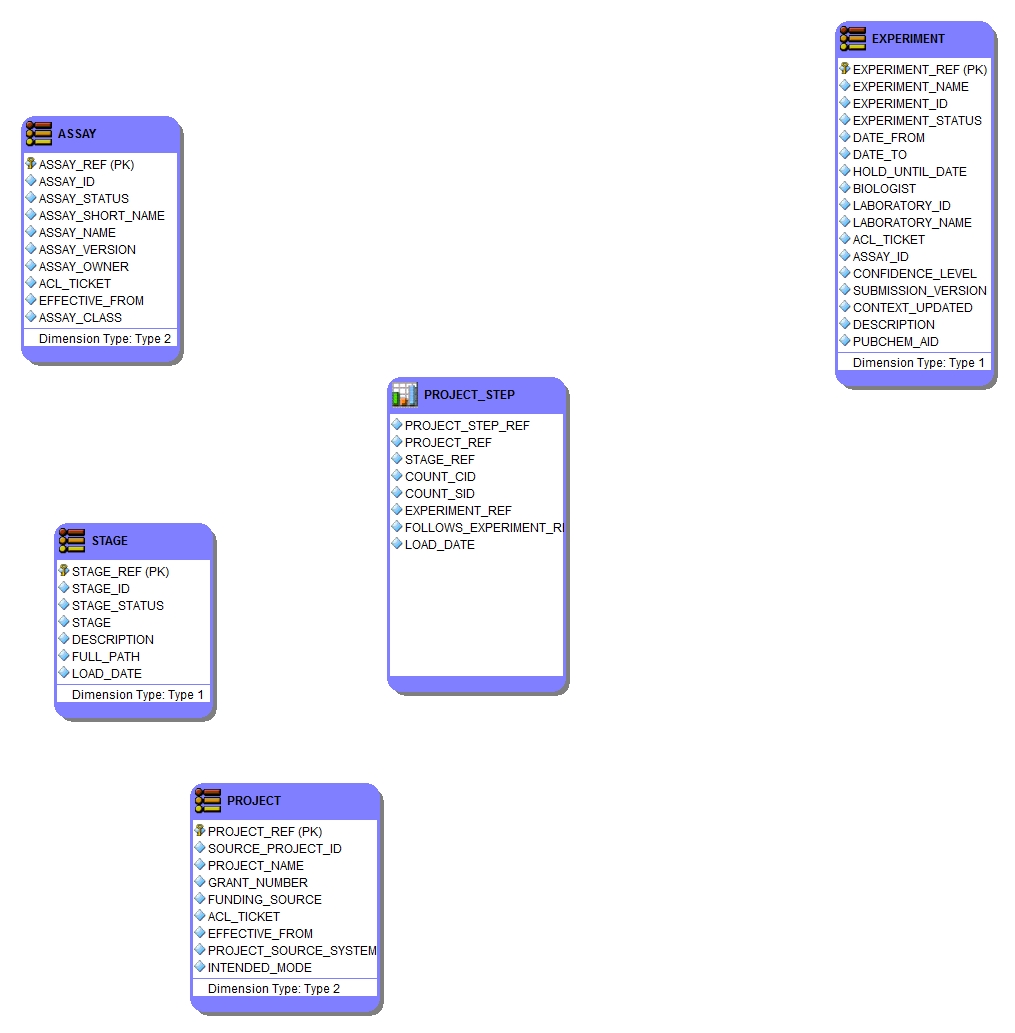 EXPERIMENT
EXPERIMENT_REF (PK)
EXPERIMENT_NAME
EXPERIMENT_ID
EXPERIMENT_STATUS
DATE_FROM
DATE_TO
HOLD_UNTIL_DATE
BIOLOGIST
LABORATORY_ID
LABORATORY_NAME
ACL_TICKET
ASSAY_ID
CONFIDENCE_LEVEL
SUBMISSION_VERSION
CONTEXT_UPDATED
DESCRIPTION
PUBCHEM_AID
Dimension Type: Type 1
ASSAY
ASSAY_REF (PK)
ASSAY_ID
ASSAY_STATUS
ASSAY_SHORT_NAME
ASSAY_NAME
ASSAY_VERSION
ASSAY_OWNER
ACL_TICKET
EFFECTIVE_FROM
ASSAY_CLASS
Dimension Type: Type 2
PROJECT_STEP
PROJECT_STEP_REF
PROJECT_REF
STAGE_REF
COUNT_CID
COUNT_SID
EXPERIMENT_REF
FOLLOWS_EXPERIMENT_R
LOAD_DATE
STAGE
STAGE_REF (PK)
STAGE_ID
STAGE_STATUS
STAGE
DESCRIPTION
FULL_PATH
LOAD_DATE
Dimension Type: Type 1
PROJECT
PROJECT_REF (PK)
SOURCE_PROJECT_ID
PROJECT_NAME
GRANT_NUMBER
FUNDING_SOURCE
ACL_TICKET
EFFECTIVE_FROM
PROJECT_SOURCE_SYSTEM
INTENDED_MODE
Dimension Type: Type 2